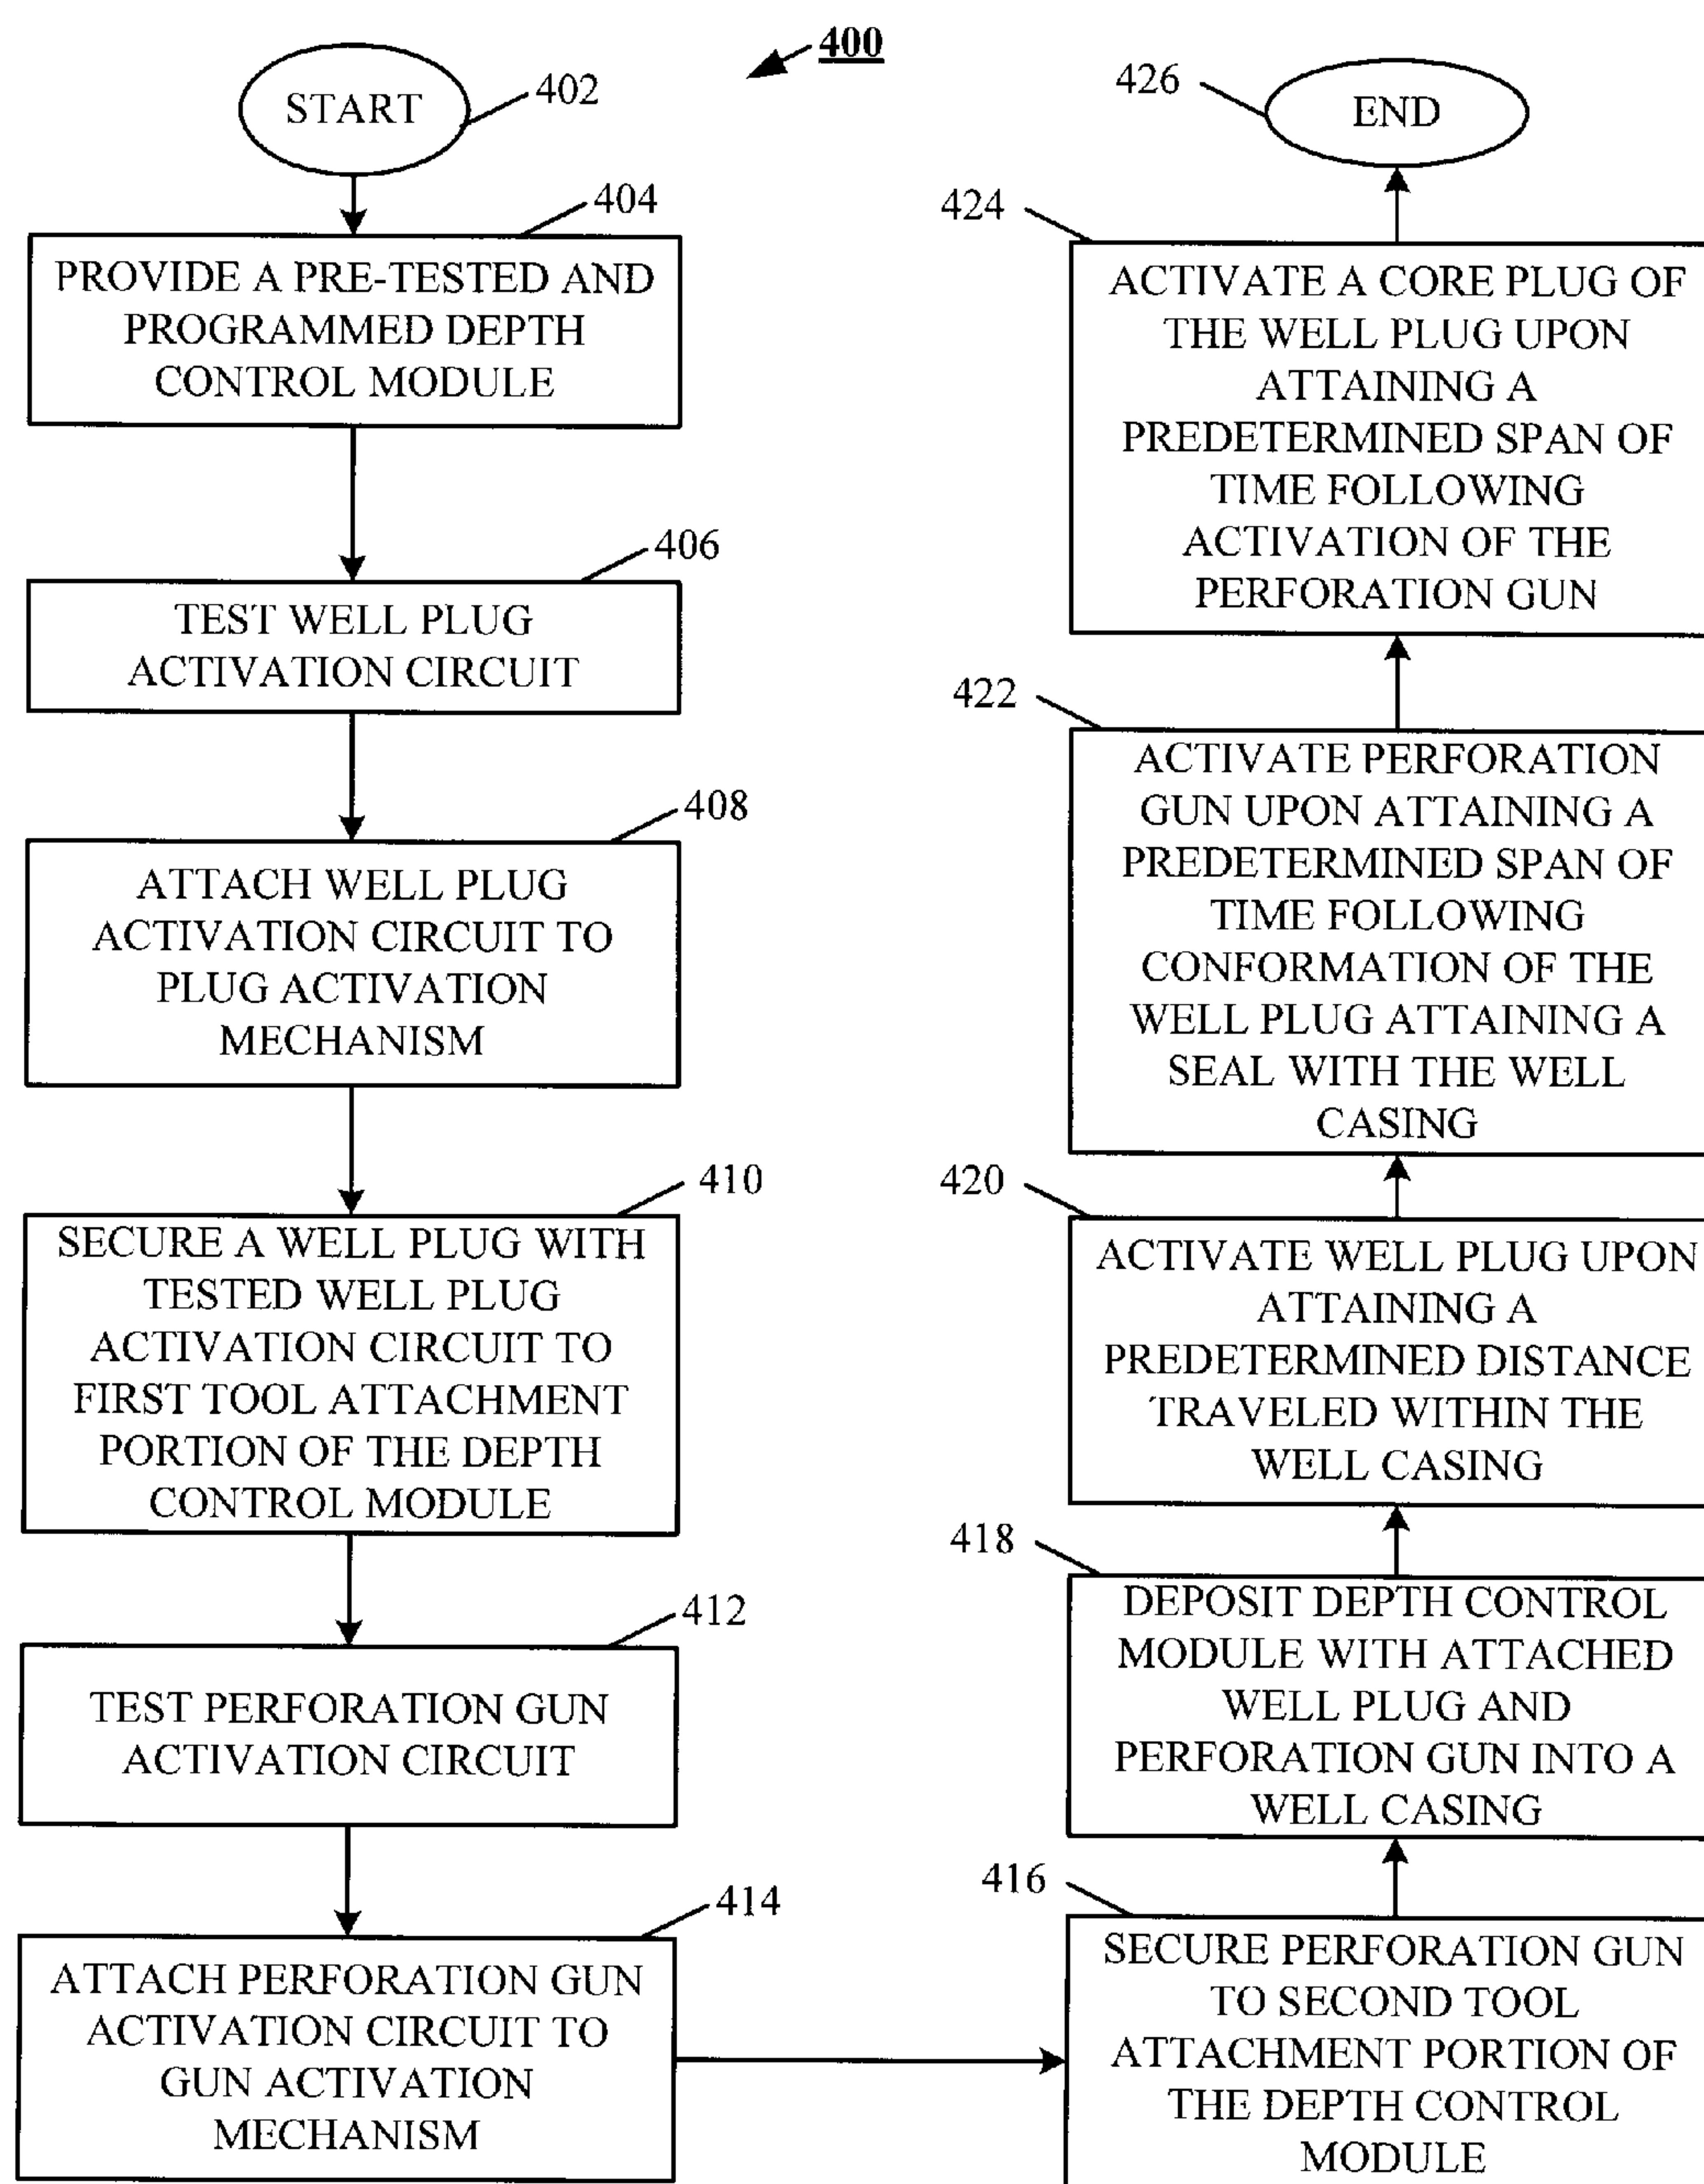 400
START
402
404
PROVIDE A PRE-TESTED AND
PROGRAMMED DEPTH
CONTROL MODULE
406
TEST WELL PLUG
ACTIVATION CIRCUIT
408
ATTACH WELL PLUG
ACTIVATION CIRCUIT TO
PLUG ACTIVATION
MECHANISM
410
SECURE A WELL PLUG WITH
TESTED WELL PLUG
ACTIVATION CIRCUIT TO
FIRST TOOL ATTACHMENT
PORTION OF THE DEPTH
CONTROL MODULE
412
TEST PERFORATION GUN
ACTIVATION CIRCUIT
414
ATTACH PERFORATION GUN
ACTIVATION CIRCUIT TO
GUN ACTIVATION
MECHANISM
416
SECURE PERFORATION GUN
TO SECOND TOOL
ATTACHMENT PORTION OF
THE DEPTH CONTROL
MODULE
418
DEPOSIT DEPTH CONTROL
MODULE WITH ATTACHED
WELL PLUG AND
PERFORATION GUN INTO A
WELL CASING
420
ACTIVATE WELL PLUG UPON
ATTAINING A
PREDETERMINED DISTANCE
TRAVELED WITHIN THE
WELL CASING
422
ACTIVATE PERFORATION
GUN UPON ATTAINING A
PREDETERMINED SPAN OF
TIME FOLLOWING
CONFORMATION OF THE
WELL PLUG ATTAINING A
SEAL WITH THE WELL
CASING
424
ACTIVATE A CORE PLUG OF
THE WELL PLUG UPON
ATTAINING A
PREDETERMINED SPAN OF
TIME FOLLOWING
ACTIVATION OF THE
PERFORATION GUN
426
END